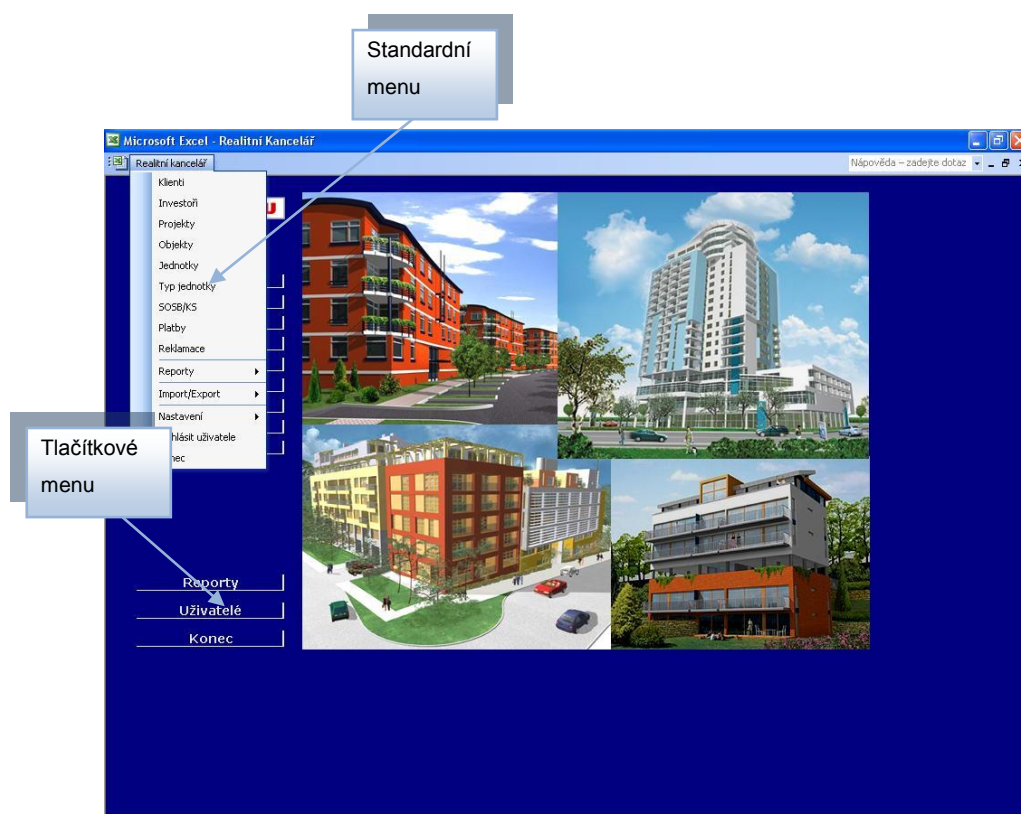 Standardní
menu
Microsoft Excel - Realitní Kancelář
Realitní kancelář
Nápověda – zadejte dotaz
Klienti
Investoři
Projekty
Objekty
Jednotky
Typ jednotky
SOSB/KS
Platby
Reklamace
Reporty
Import/Export
Nastavení
Tlačítkové
menu
Reporty
Uživatelé
Konec